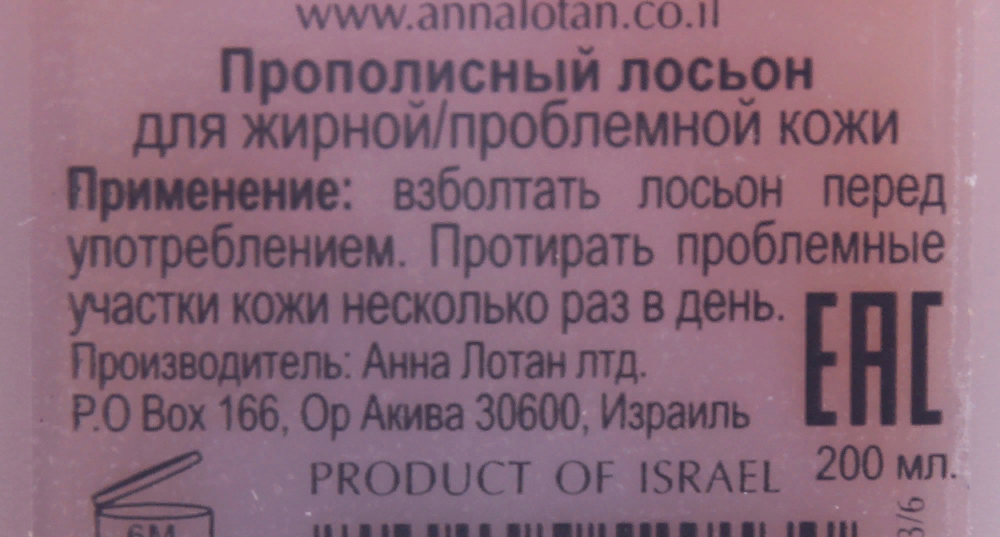 www.annalotan.co.il
Прополисный лосьон
для жирной/проблемной кожи
Применение: взболтать лосьон перед
употреблением. Протирать проблемные
участки кожи несколько раз в день.
Производитель: Анна Лотан лтд.
P.O Box 166, Ор Акива 30600, Израиль
EAC
200 мл.
PRODUCT OF ISRAEL
6M